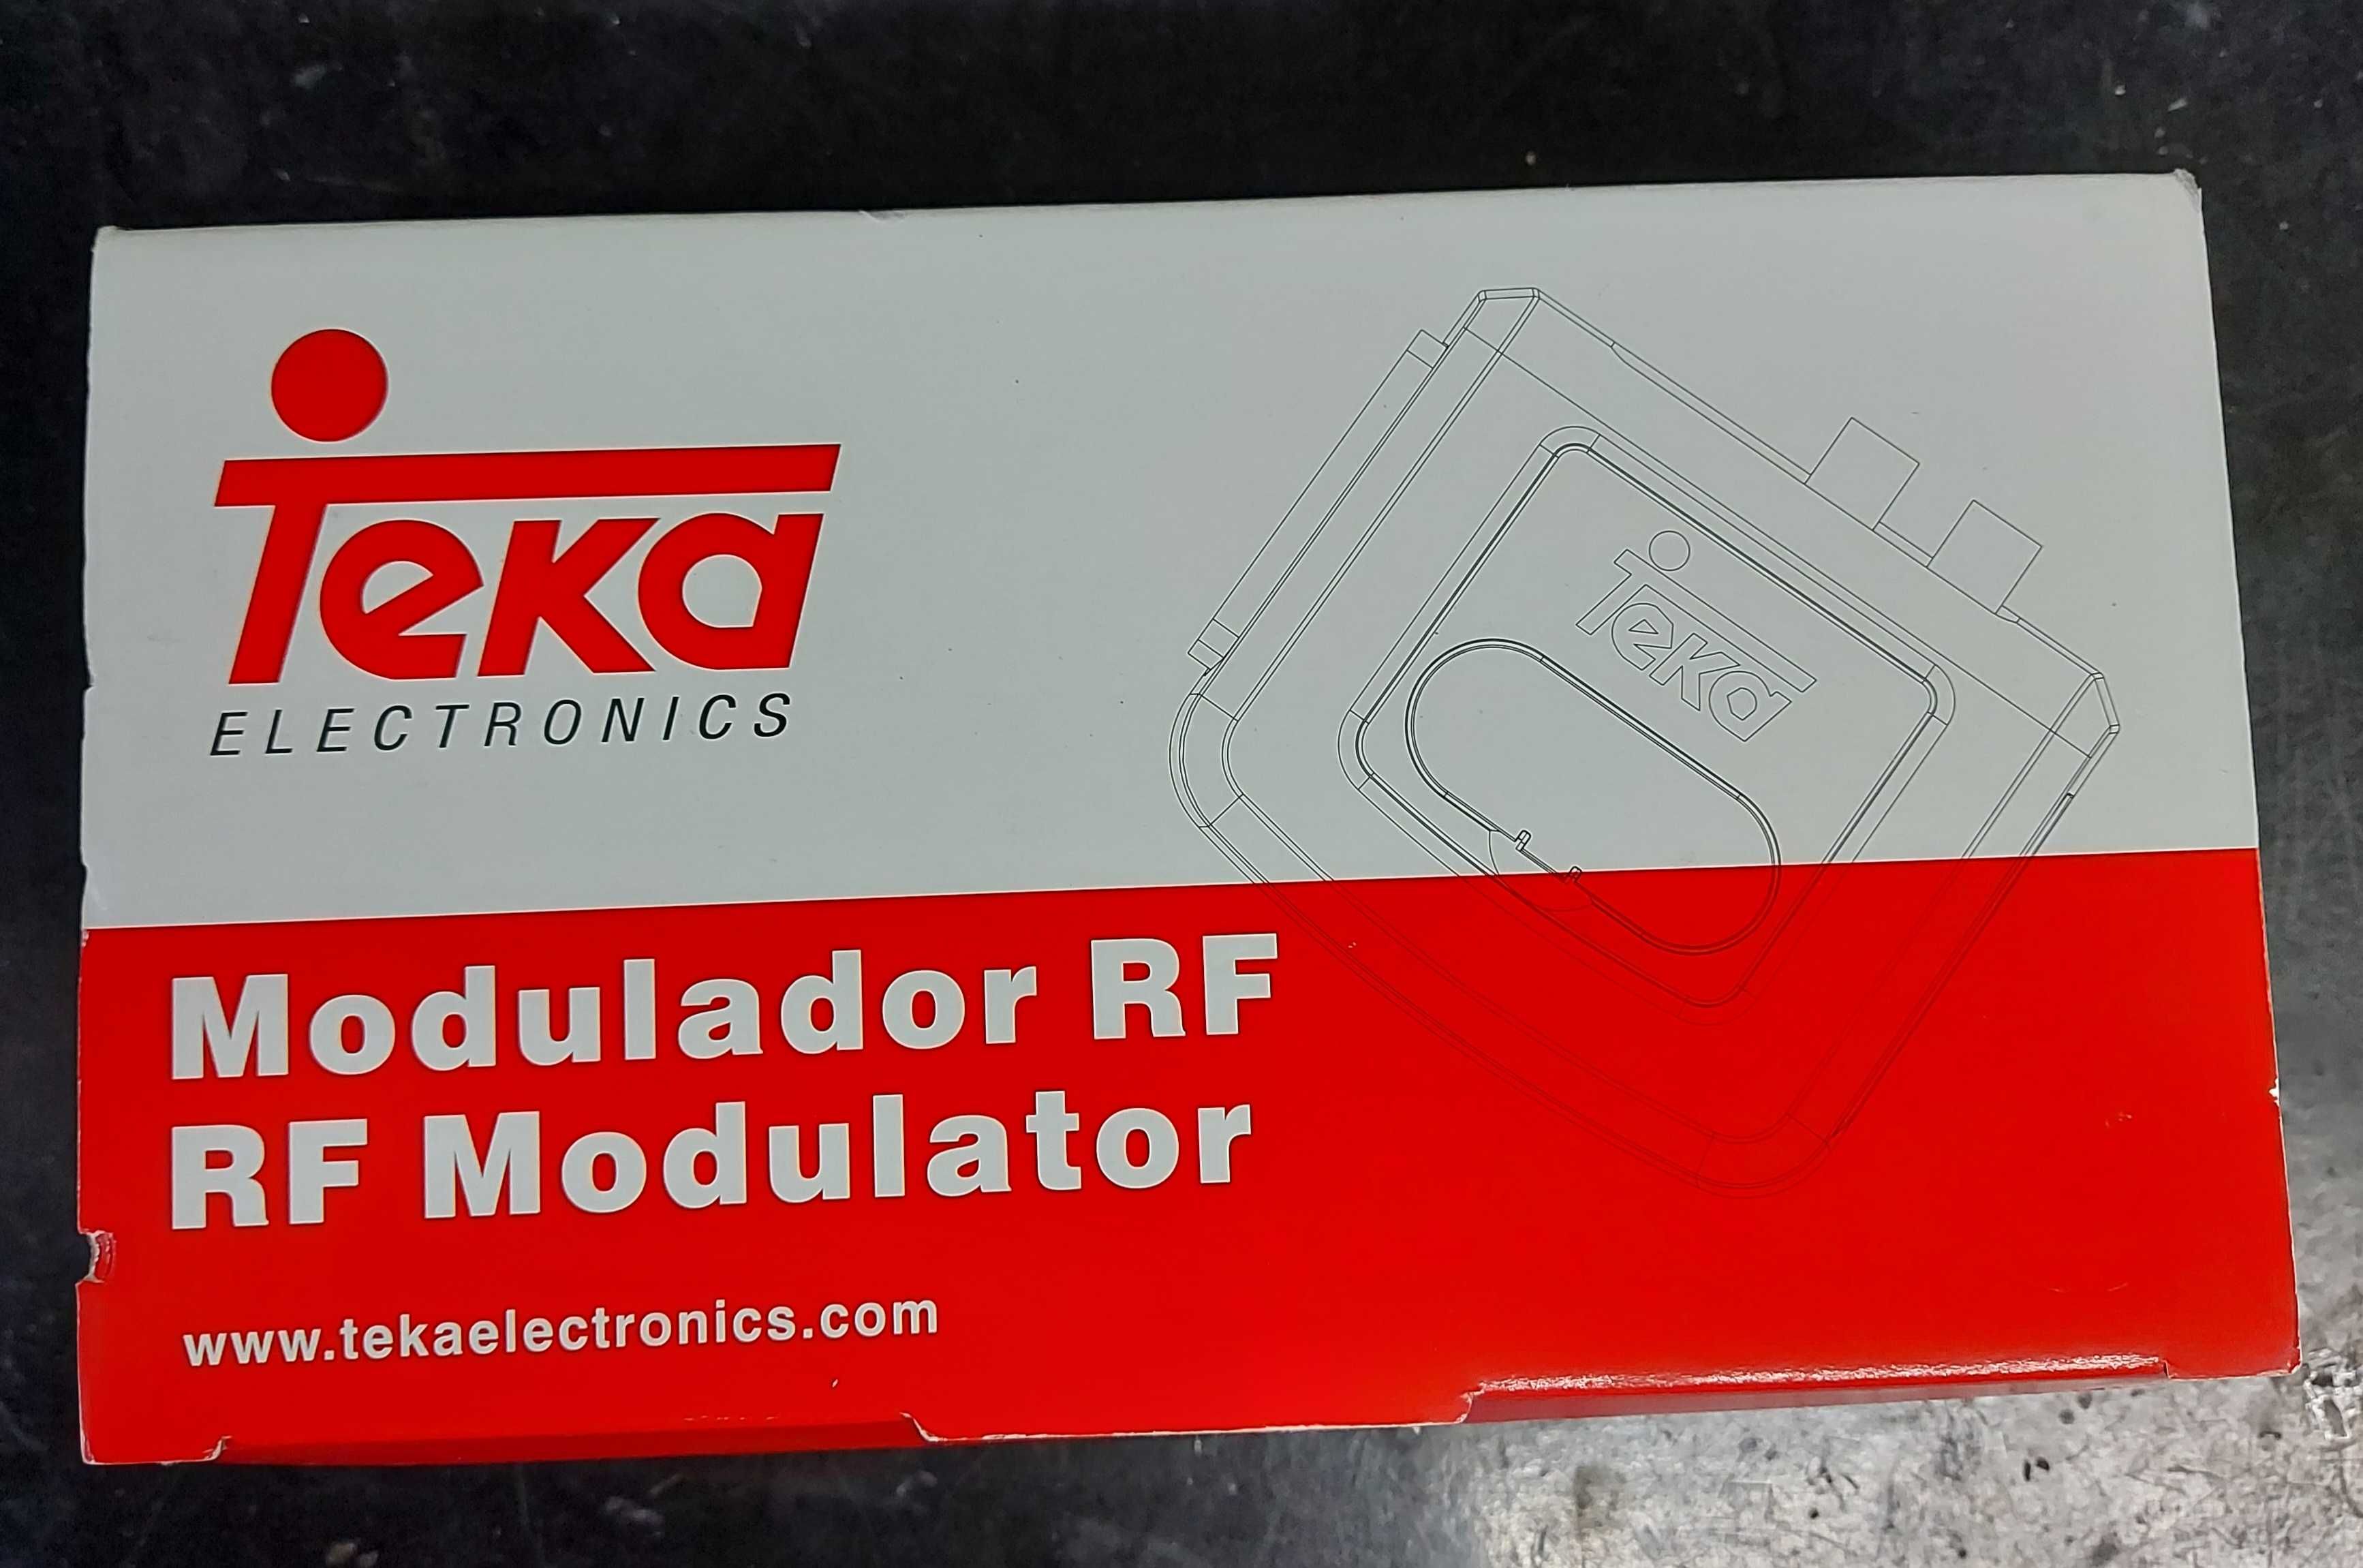 Teka
ELECTRONICS
Teka
Modulador RF
RF Modulator
www.tekaelectronics.com